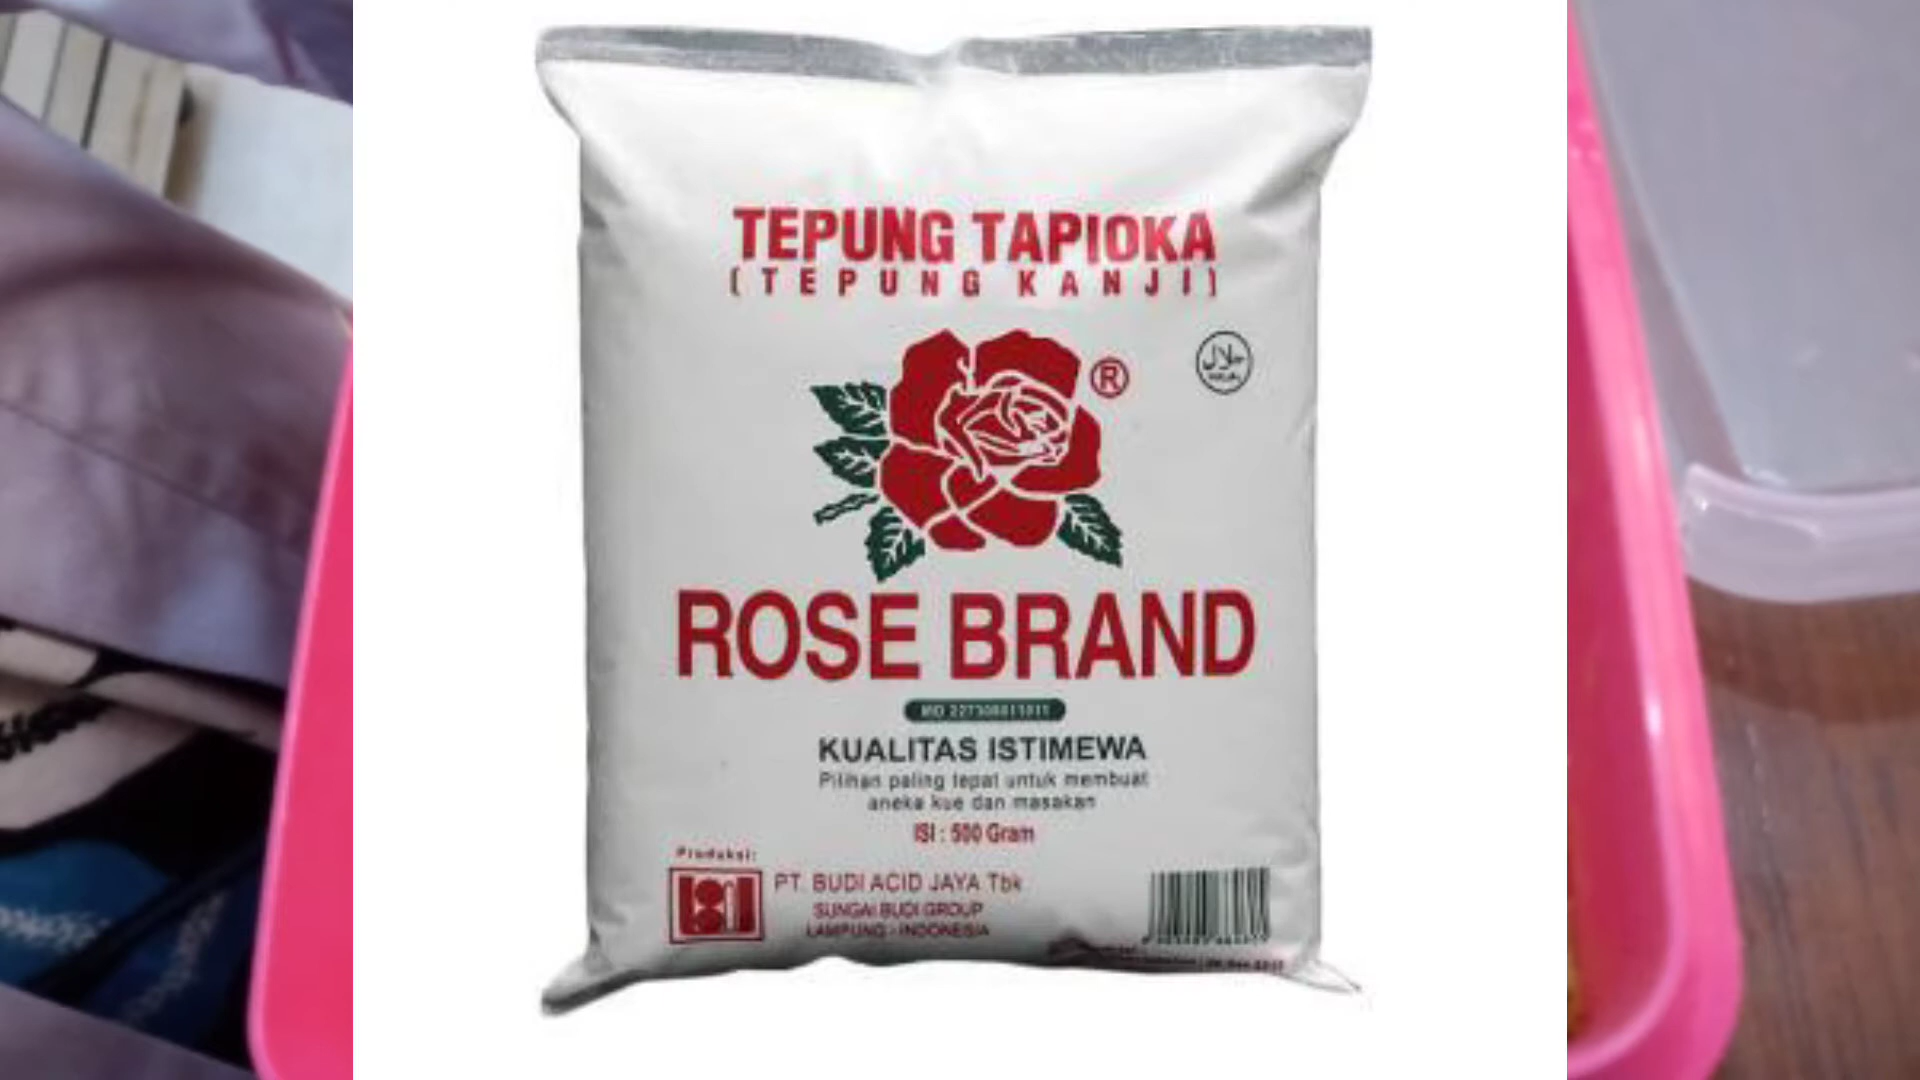 TEPUNG TAPIOKA
(TEPUNG KANJI)
®
حلال
ROSE BRAND
KUALITAS ISTIMEWA
Pilihan paling tepat untuk membuat
aneka kue dan masakan
ISI : 500 Gram
Produksi:
PT. BUDI ACID JAYA Tbk
SUNGAI BUDI GROUP
LAMPUNG - INDONESIA